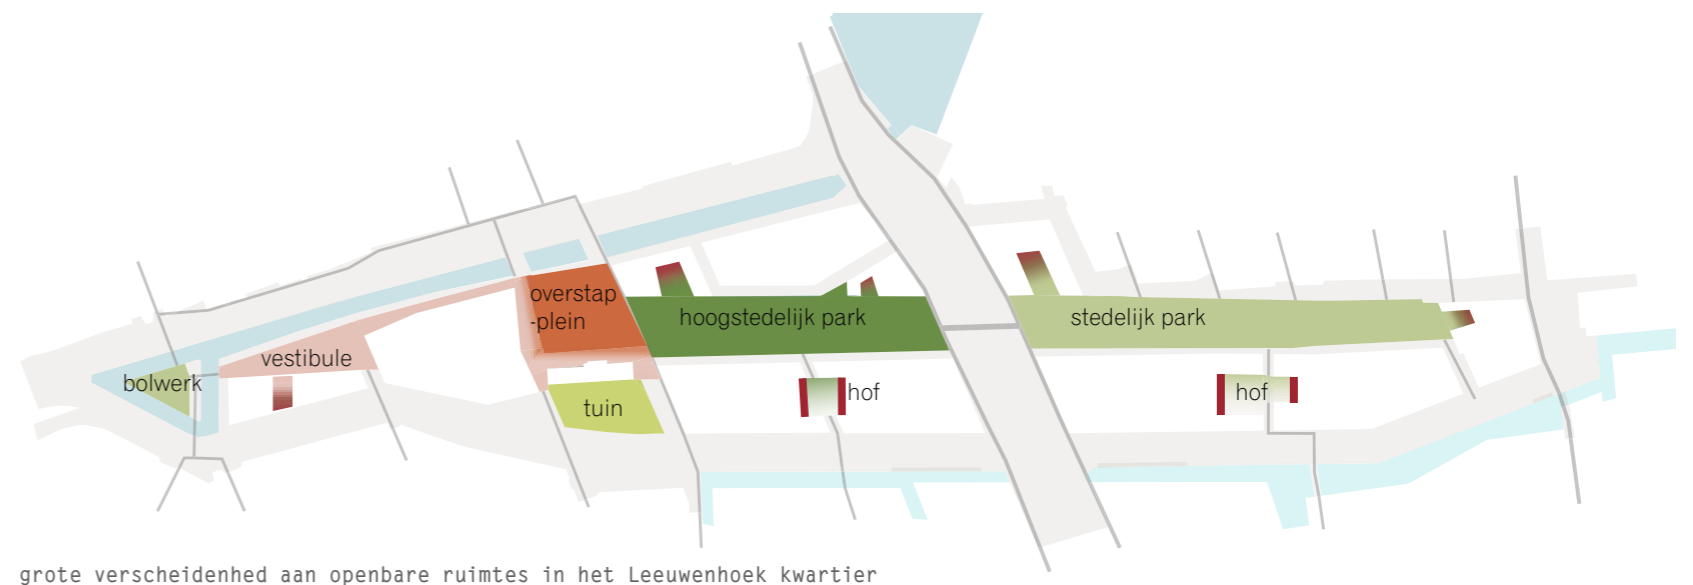 overstap
-plein
hoogstedelijk park
stedelijk park
vestibule
bolwerk
tuin
hof
hof
grote verscheidenhed aan openbare ruimtes in het Leeuwenhoek kwartier